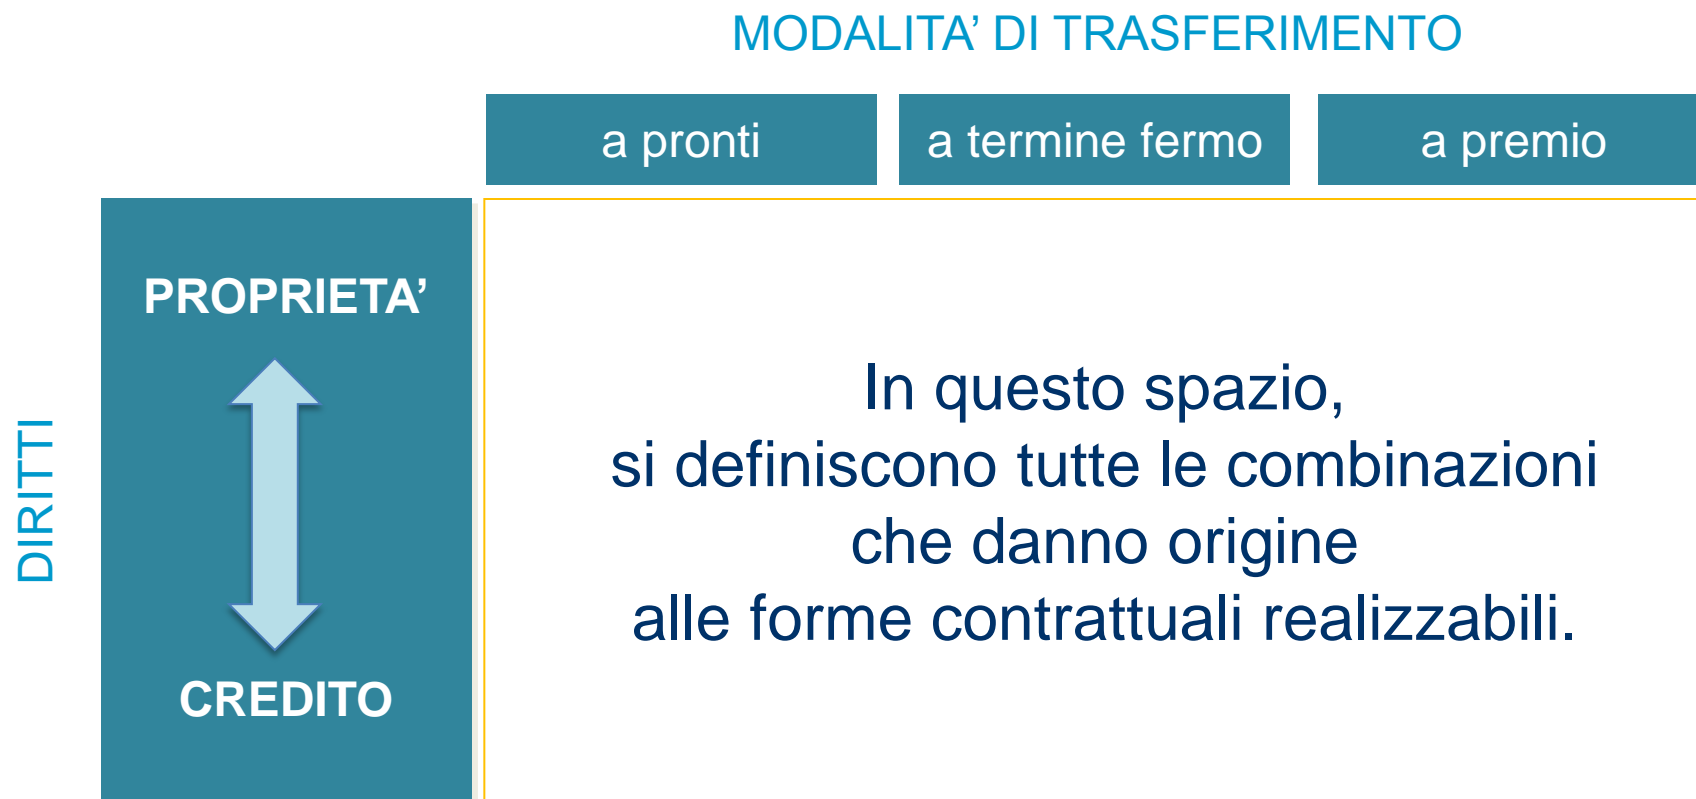 MODALITA’ DI TRASFERIMENTO
a pronti
a termine fermo
a premio
DIRITTI
PROPRIETA’
CREDITO
In questo spazio,
si definiscono tutte le combinazioni
che danno origine
alle forme contrattuali realizzabili.